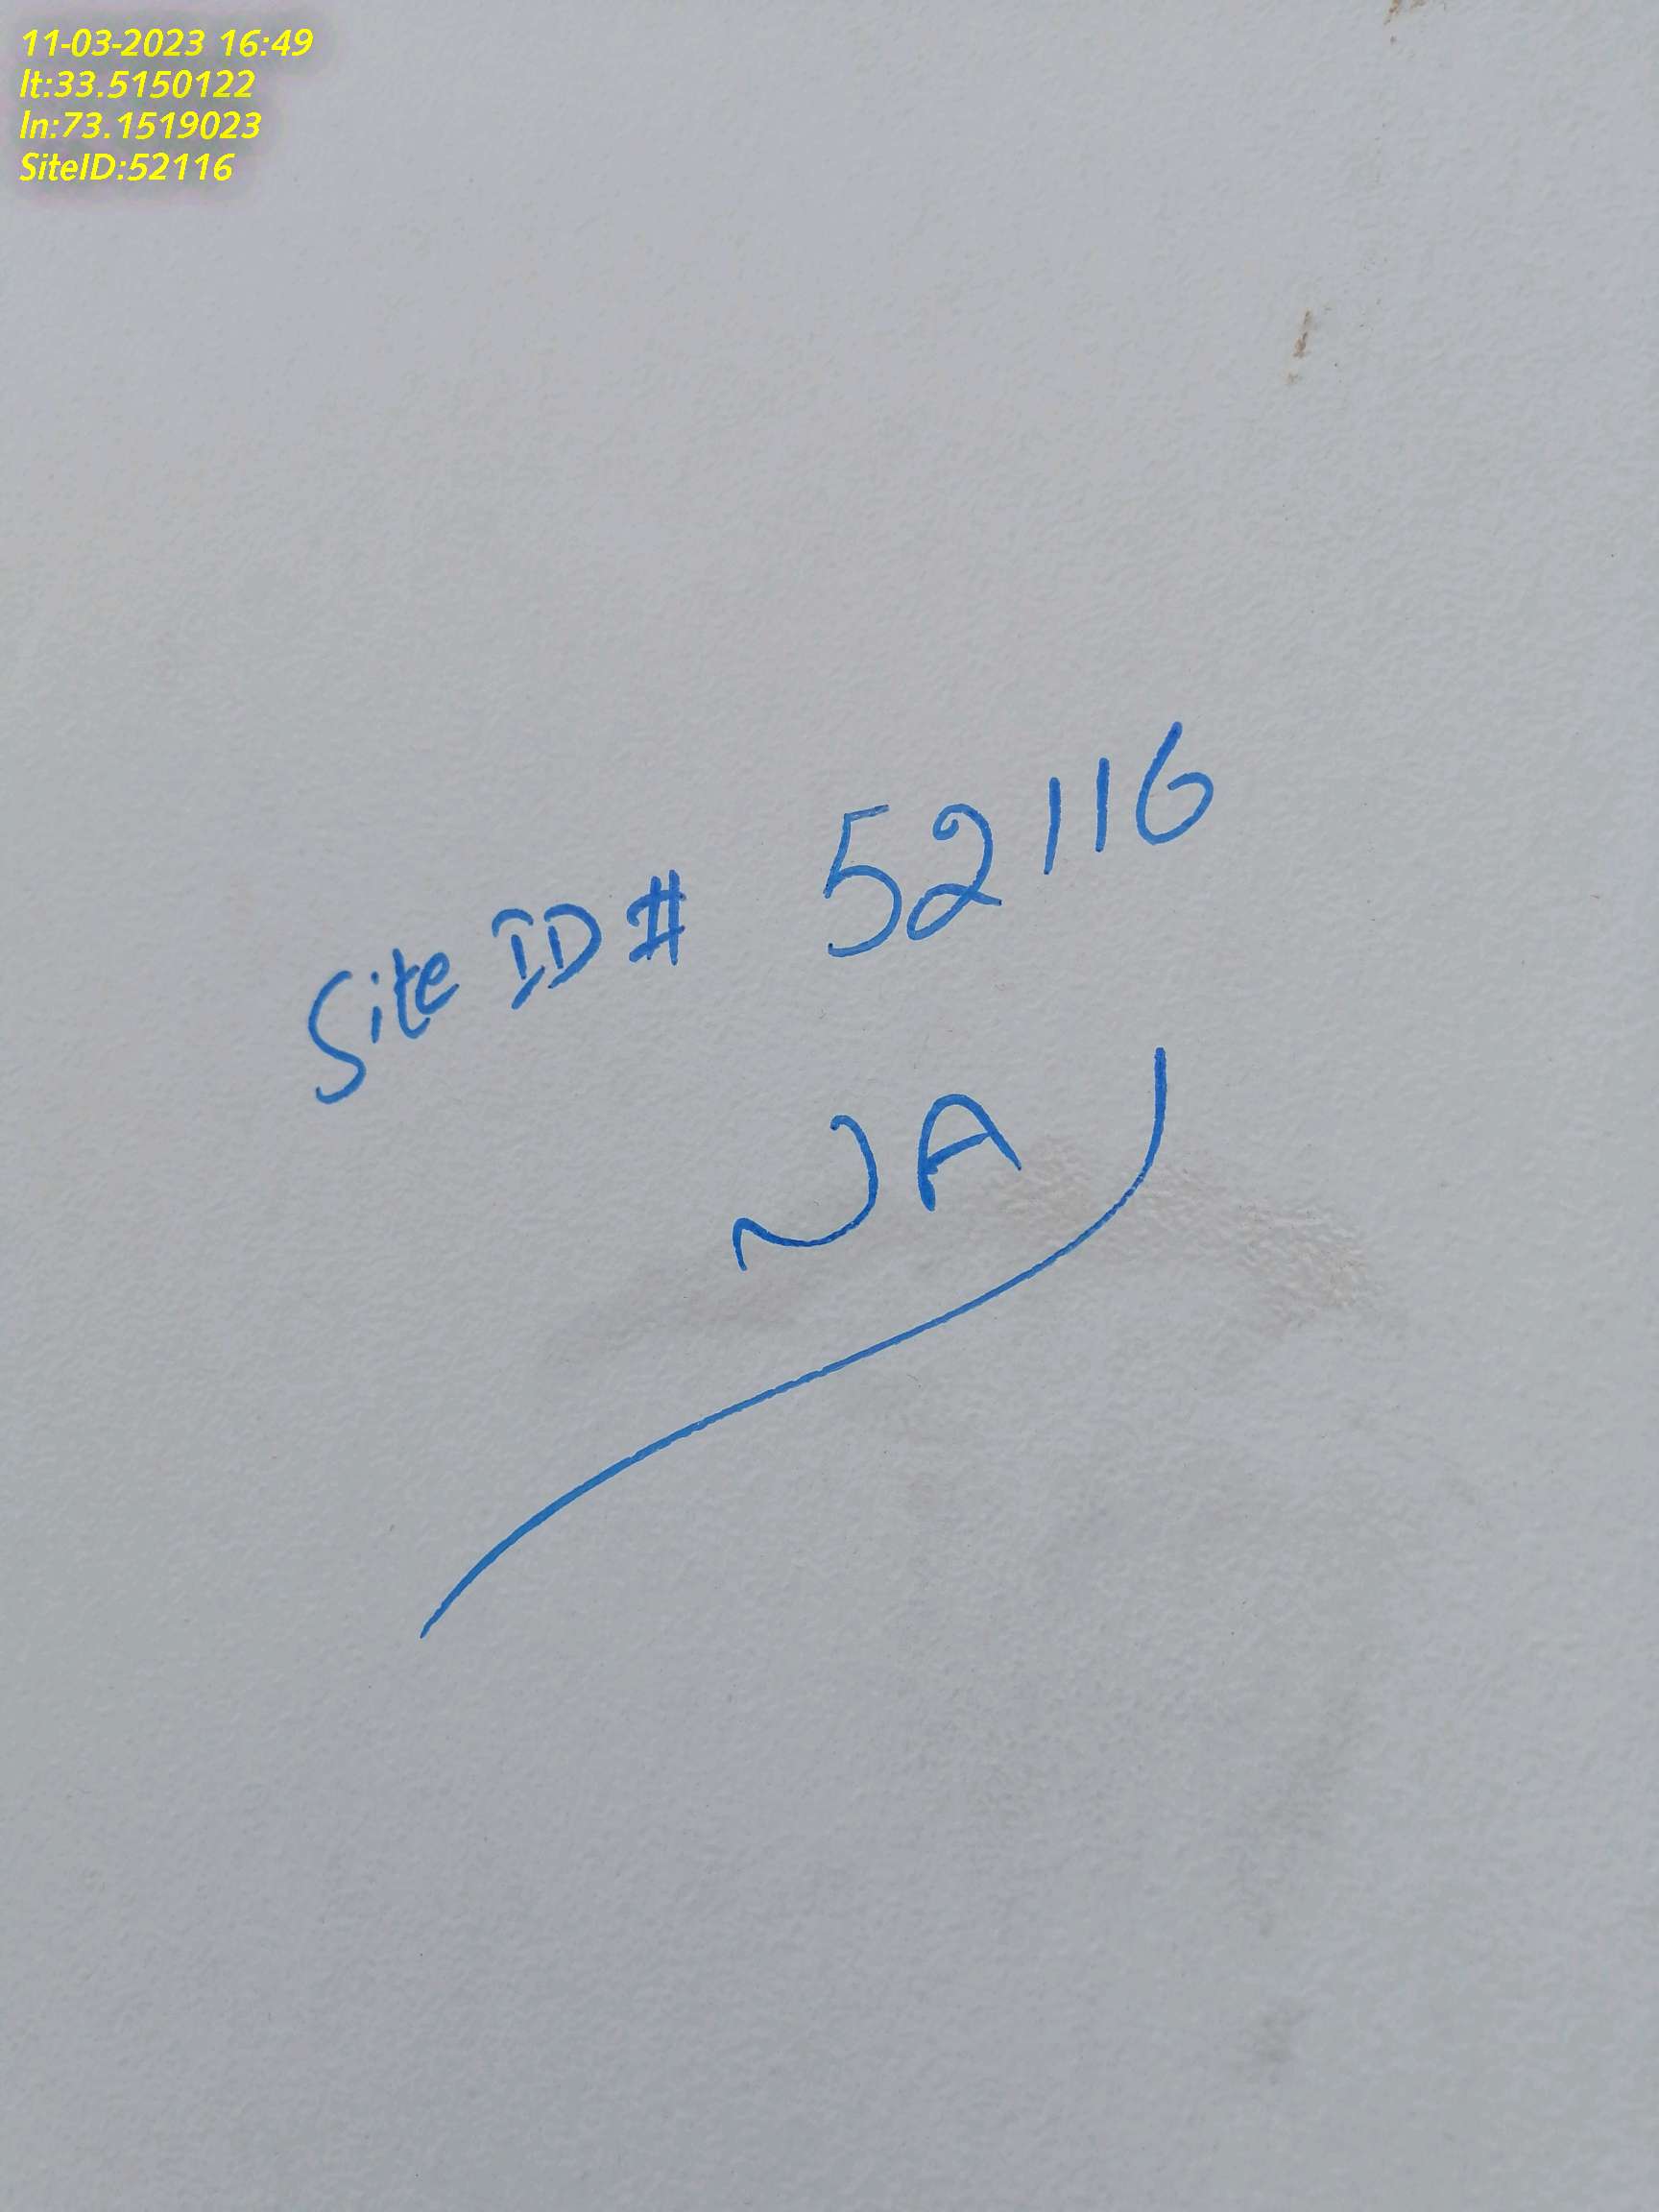 11-03-2023 16:49
lt:33.5150122
ln:73.1519023
SiteID:52116
Site ID# 52116
NA